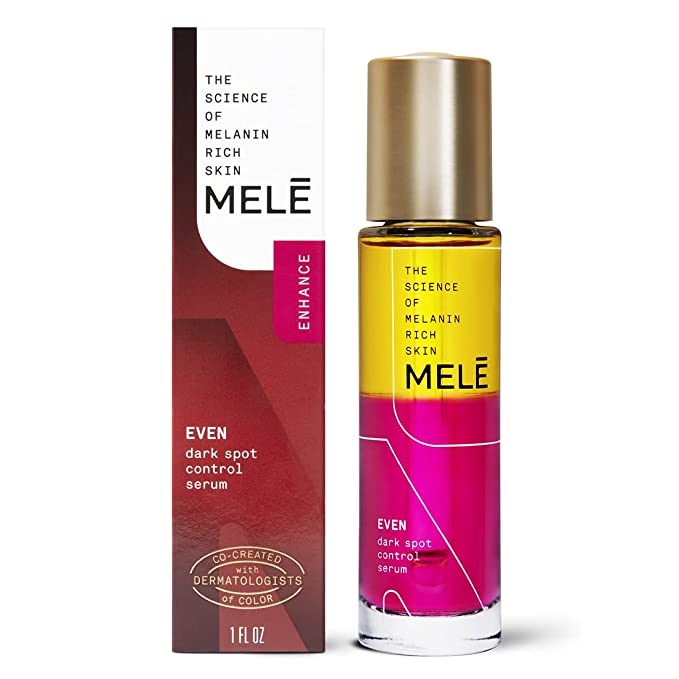 THE
SCIENCE
OF
MELANIN
RICH
SKIN
MELĒ
ENHANCE
EVEN
dark spot
control
serum
CO-CREATED
with
DERMATOLOGISTS
of COLOR
1 FL OZ
THE
SCIENCE
OF
MELANIN
RICH
SKIN
MELĒ
EVEN
dark spot
control
serum